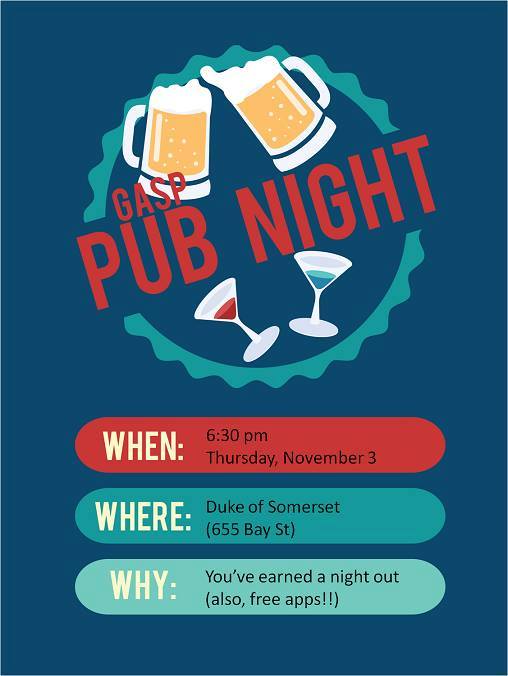 GASP
PUB NIGHT
WHEN:
6:30 pm
Thursday, November 3
WHERE:
Duke of Somerset
(655 Bay St)
WHY:
You've earned a night out
(also, free apps!!)